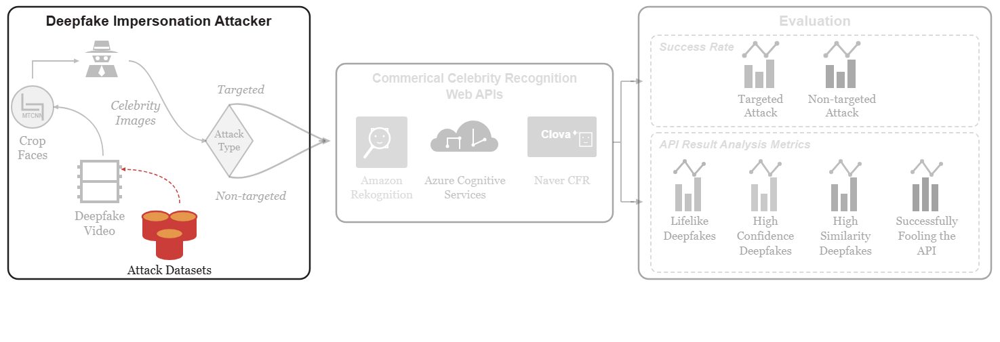 Deepfake Impersonation Attacker
MTCNN
Crop
Faces
Celebrity
Images
Targeted
Attack
Type
Non-targeted
Deepfake
Video
Attack Datasets
Commerical Celebrity Recognition
Web APIs
Amazon
Rekognition
Azure Cognitive
Services
Clova
Naver CFR
Evaluation
Success Rate
Targeted
Attack
Non-targeted
Attack
API Result Analysis Metrics
Lifelike
Deepfakes
High
Confidence
Deepfakes
High
Similarity
Deepfakes
Successfully
Fooling the
API